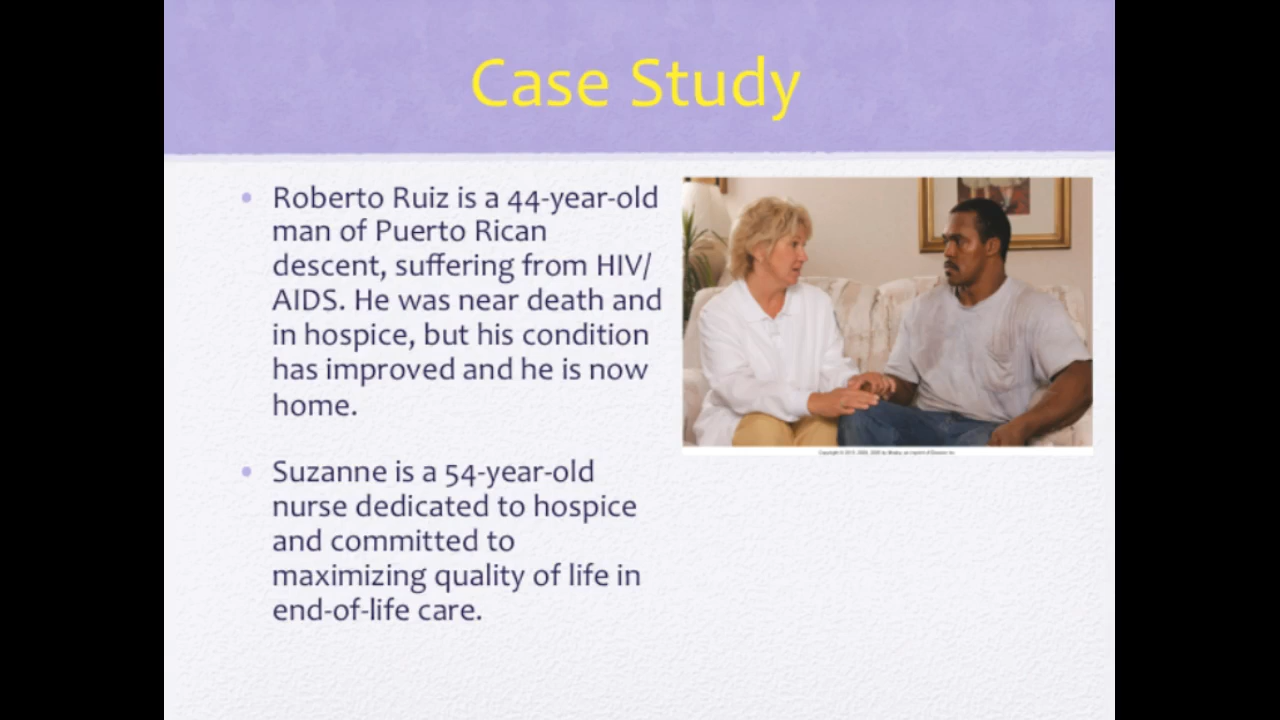 Case Study
• Roberto Ruiz is a 44-year-old
man of Puerto Rican
descent, suffering from HIV/
AIDS. He was near death and
in hospice, but his condition
has improved and he is now
home.
• Suzanne is a 54-year-old
nurse dedicated to hospice
and committed to
maximizing quality of life in
end-of-life care.